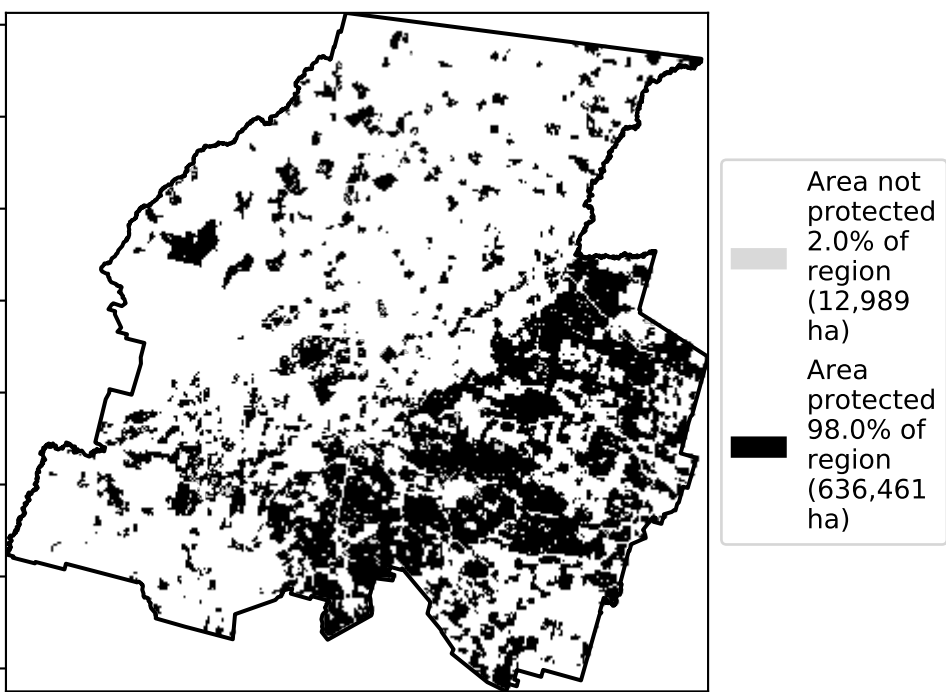 Area not
protected
2.0% of
region
(12,989
ha)
Area
protected
98.0% of
region
(636,461
ha)